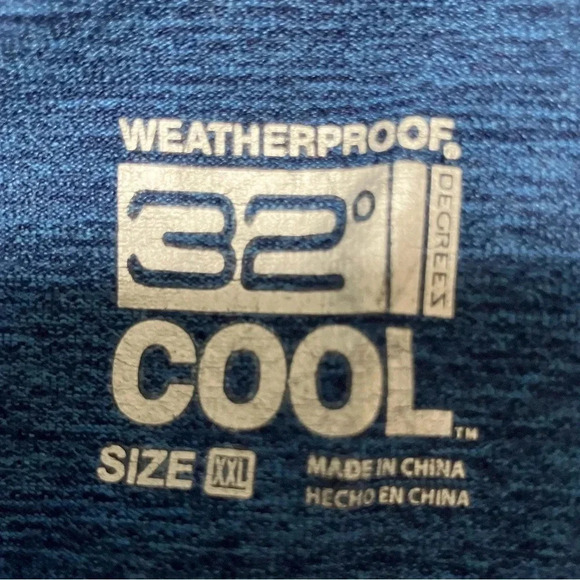 WEATHERPROOF®
32° DEGREES
COOL™
SIZE XXL
MADE IN CHINA
HECHO EN CHINA